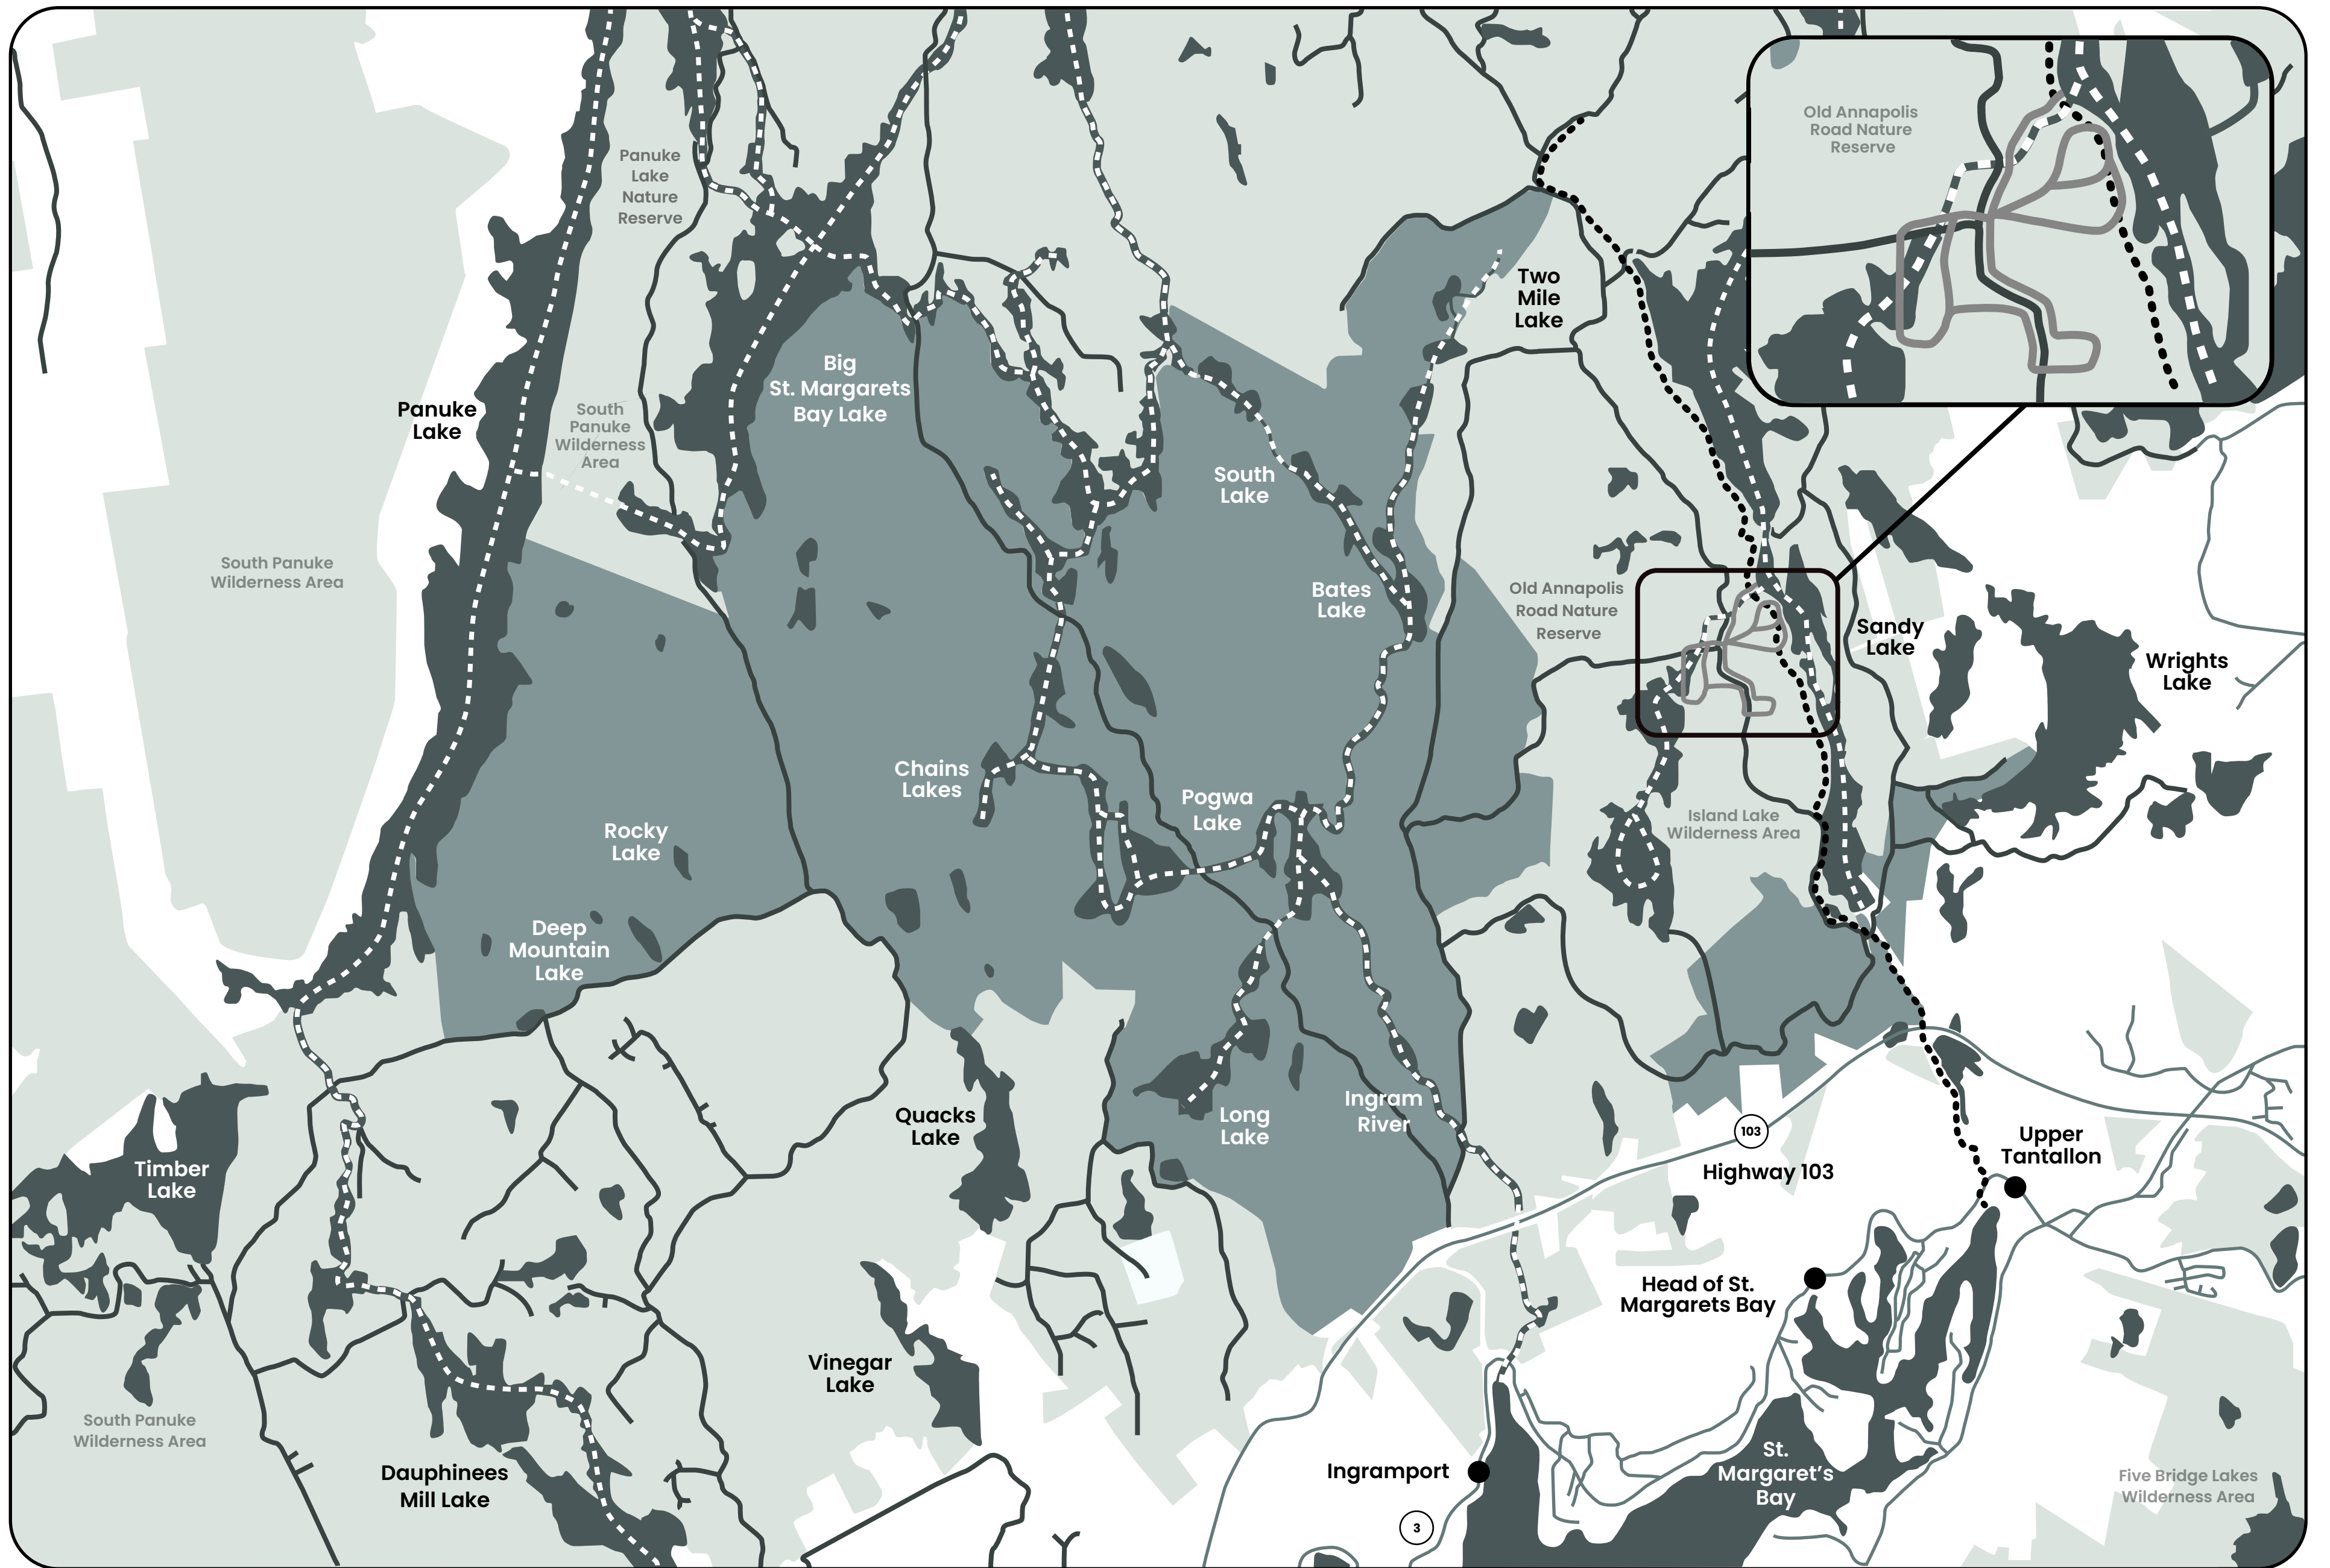 Old Annapolis
Road Nature
Reserve
Panuke
Lake
Nature
Reserve
Two
Mile
Lake
Big
St. Margarets
Bay Lake
Panuke
Lake
South
Panuke
Wilderness
Area
South
Lake
South Panuke
Wilderness Area
Bates
Lake
Old Annapolis
Road Nature
Reserve
Sandy
Lake
Wrights
Lake
Chains
Lakes
Pogwa
Lake
Island Lake
Wilderness Area
Rocky
Lake
Deep
Mountain
Lake
Quacks
Lake
Long
Lake
Ingram
River
103
Highway 103
Upper
Tantallon
Timber
Lake
Head of St.
Margarets Bay
Vinegar
Lake
South Panuke
Wilderness Area
Dauphinees
Mill Lake
Ingramport
3
St.
Margaret's
Bay
Five Bridge Lakes
Wilderness Area